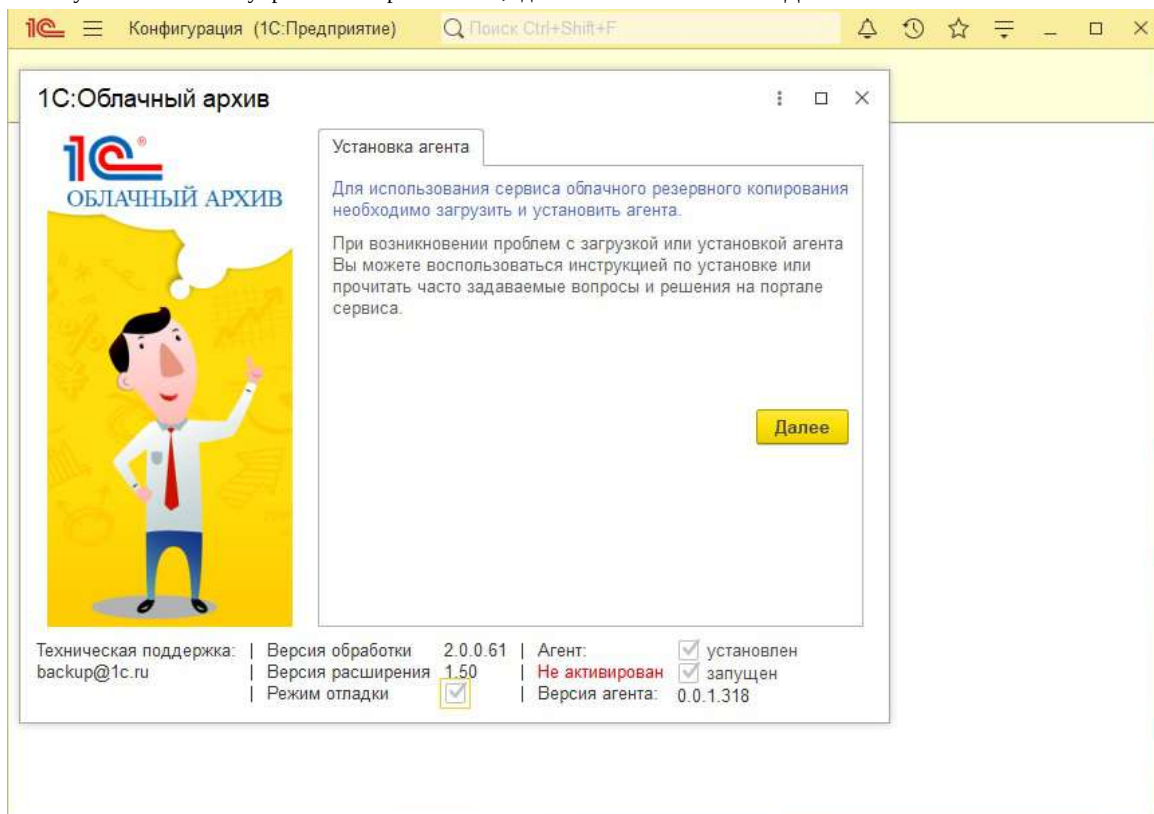 1С Конфигурация (1С:Предприятие) Поиск Ctrl+Shift+F
1С:Облачный архив
1С®
ОБЛАЧНЫЙ АРХИВ
Установка агента
Для использования сервиса облачного резервного копирования
необходимо загрузить и установить агента.
При возникновении проблем с загрузкой или установкой агента
Вы можете воспользоваться инструкцией по установке или
прочитать часто задаваемые вопросы и решения на портале
сервиса.
Далее
Техническая поддержка: | Версия обработки 2.0.0.61 | Агент: установлен
backup@1c.ru | Версия расширения 1.50 | Не активирован запущен
| Режим отладки | Версия агента: 0.0.1.318